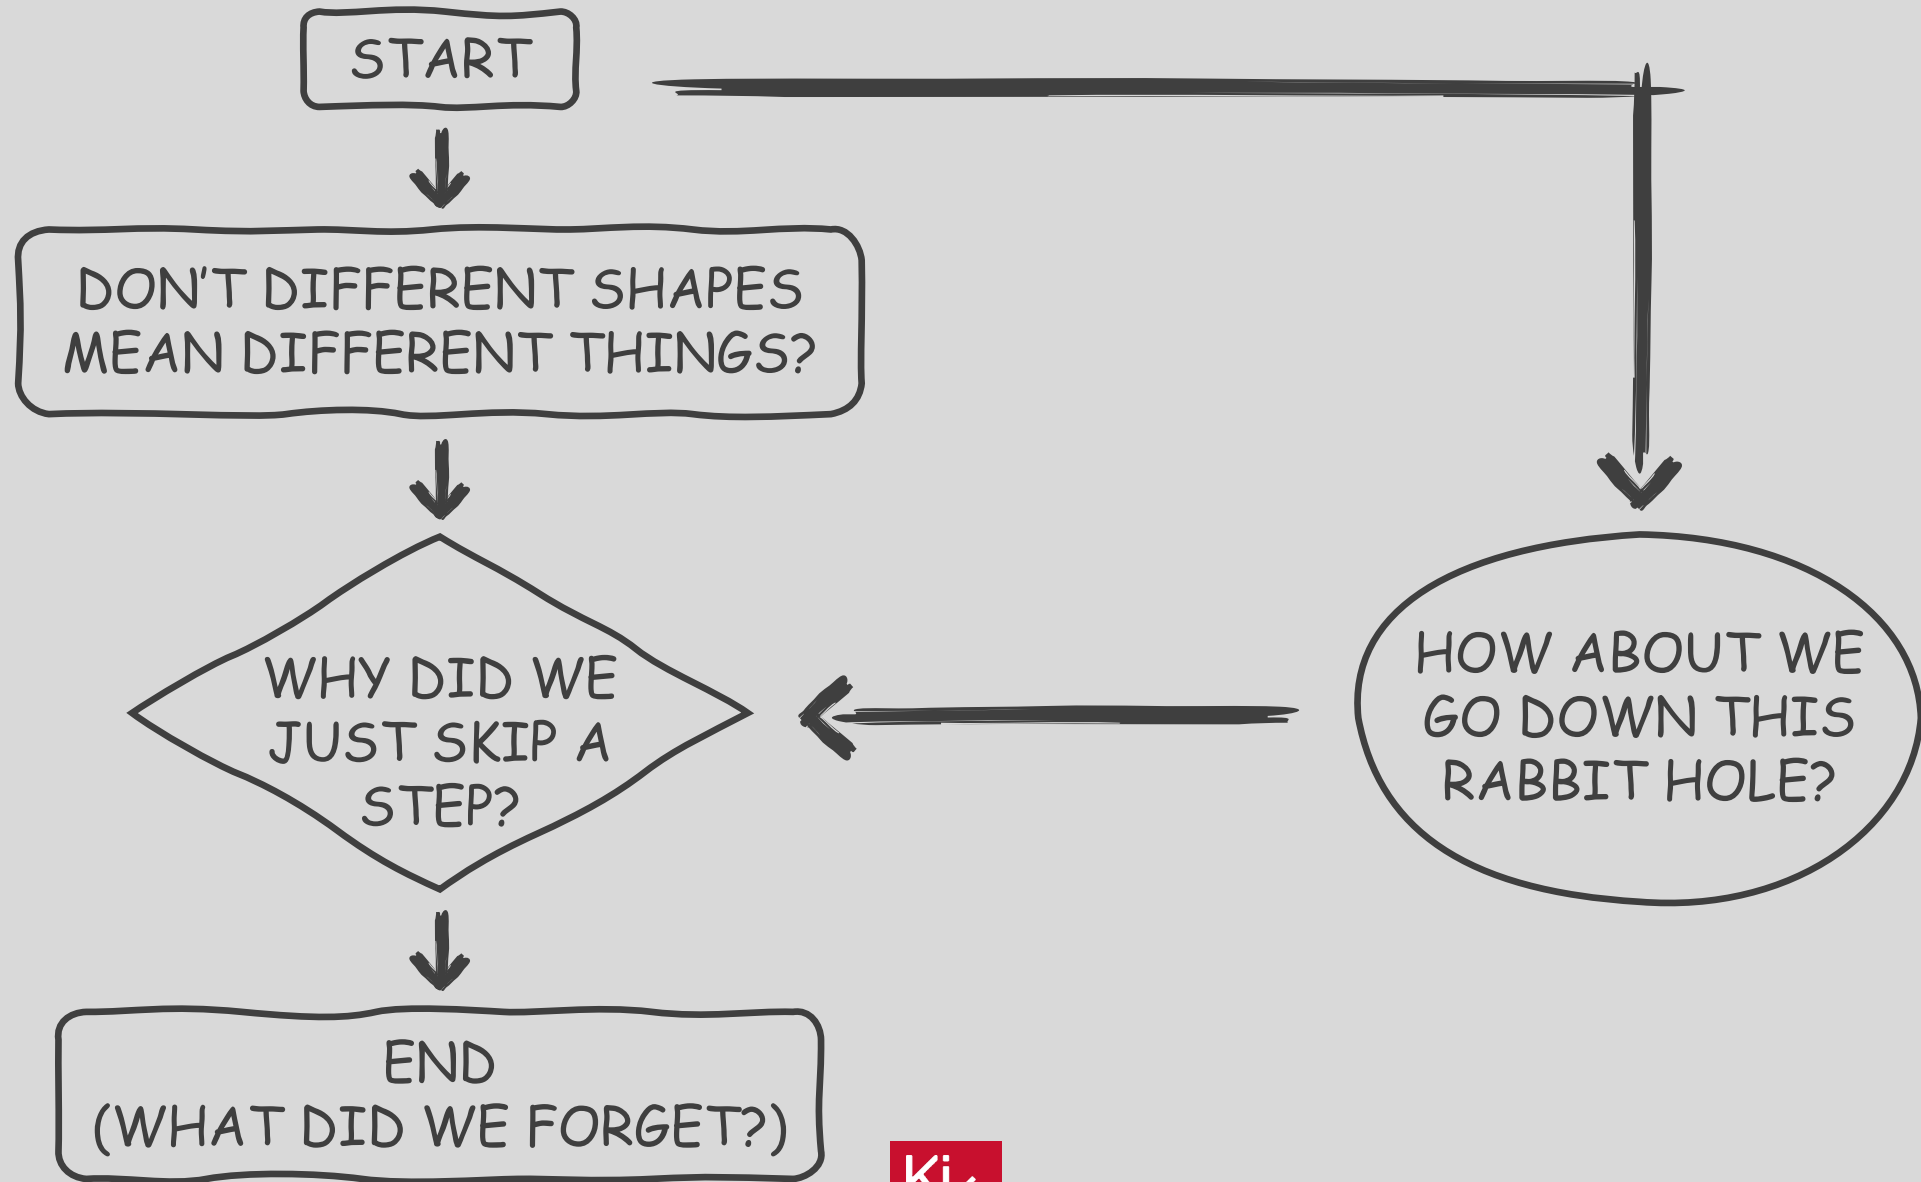 START
DON'T DIFFERENT SHAPES
MEAN DIFFERENT THINGS?
WHY DID WE
JUST SKIP A
STEP?
HOW ABOUT WE
GO DOWN THIS
RABBIT HOLE?
END
(WHAT DID WE FORGET?)
Ki